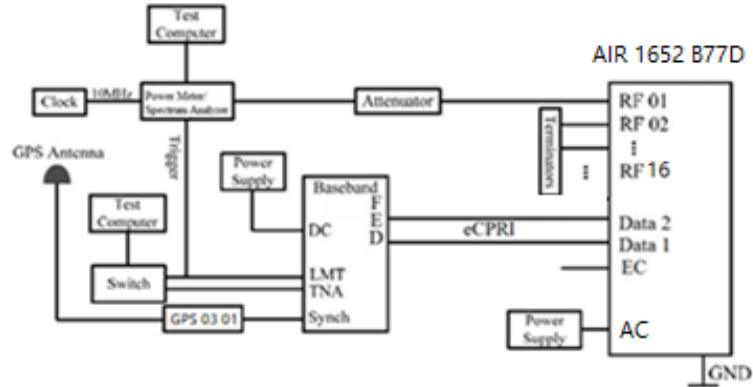 Test
Computer
AIR 1652 B77D
Clock
10MHz
Power Meter/
Spectrum Analyzer
Attenuator
RF 01
RF 02
⋮
RF 16
Terminators
...
GPS Antenna
Trigger
Power
Supply
Baseband
F
E
D
DC
eCPRI
Data 2
Data 1
EC
Test
Computer
Switch
LMT
TNA
GPS 03 01
Synch
Power
Supply
AC
GND